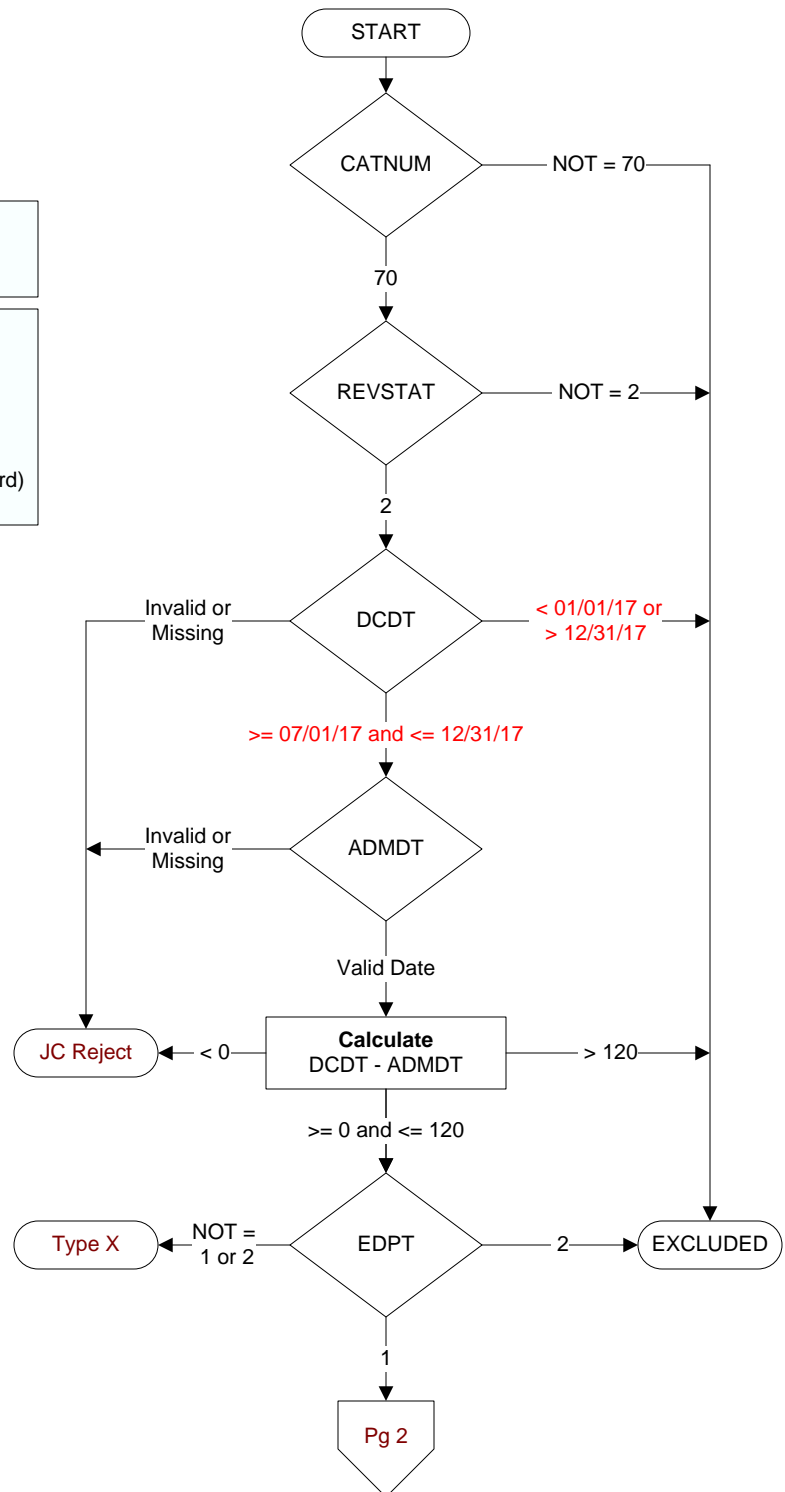 START
CATNUM
NOT = 70
70
REVSTAT
NOT = 2
rd)
2
Invalid or
Missing
DCDT
< 01/01/17 or
> 12/31/17
>= 07/01/17 and <= 12/31/17
Invalid or
Missing
ADMDT
Valid Date
JC Reject
< 0
Calculate
DCDT - ADMDT
> 120
>= 0 and <= 120
Type X
NOT =
1 or 2
EDPT
2
EXCLUDED
1
Pg 2